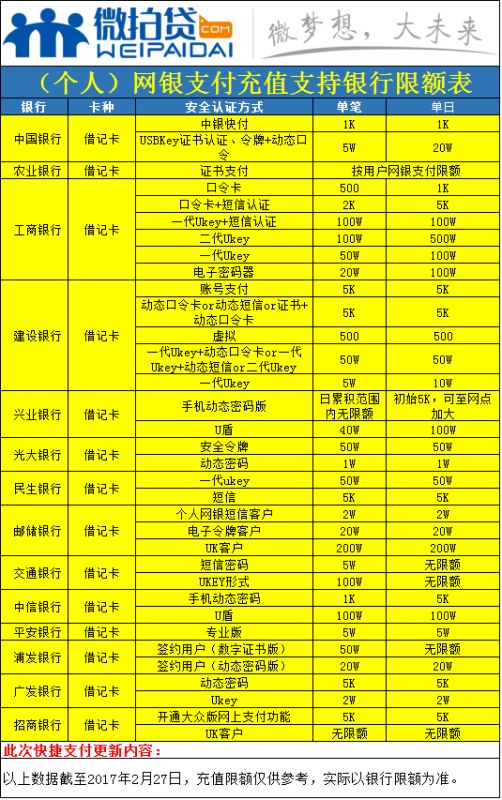 微拍贷.com
WEIPAIDAI
微梦想，大未来
（个人）网银支付充值支持银行限额表
银行 卡种 安全认证方式 单笔 单日
中国银行 借记卡 中银快付 1K 1K
USBKey证书认证、令牌+动态口令 5W 20W
农业银行 借记卡 证书支付 按用户网银支付限额
工商银行 借记卡 口令卡 500 1K
口令卡+短信认证 2K 5K
一代Ukey+短信认证 100W 100W
二代Ukey 100W 500W
一代Ukey 50W 100W
电子密码器 20W 100W
建设银行 借记卡 账号支付 5K 5K
动态口令卡or动态短信or证书+
动态口令卡 5K 5K
虚拟 500 500
一代Ukey+动态口令卡or一代
Ukey+动态短信or二代Ukey 50W 50W
一代Ukey 5W 10W
兴业银行 借记卡 手机动态密码版 日累积范围内无限额 初始5K，可至网点加大
U盾 40W 100W
光大银行 借记卡 安全令牌 50W 50W
动态密码 1W 1W
民生银行 借记卡 一代ukey 50W 50W
短信 5K 5K
邮储银行 借记卡 个人网银短信客户 2W 2W
电子令牌客户 20W 20W
UK客户 200W 200W
交通银行 借记卡 短信密码 5W 无限额
UKEY形式 100W 无限额
中信银行 借记卡 手机动态密码 1K 5K
U盾 100W 100W
平安银行 借记卡 专业版 5W 5W
浦发银行 借记卡 签约用户（数字证书版） 50W 无限额
签约用户（动态密码版） 20W 20W
广发银行 借记卡 动态密码 5K 5K
Ukey 2W 2W
招商银行 借记卡 开通大众版网上支付功能 5K 5K
UK客户 无限额 无限额
此次快捷支付更新内容：
以上数据截至2017年2月27日，充值限额仅供参考，实际以银行限额为准。